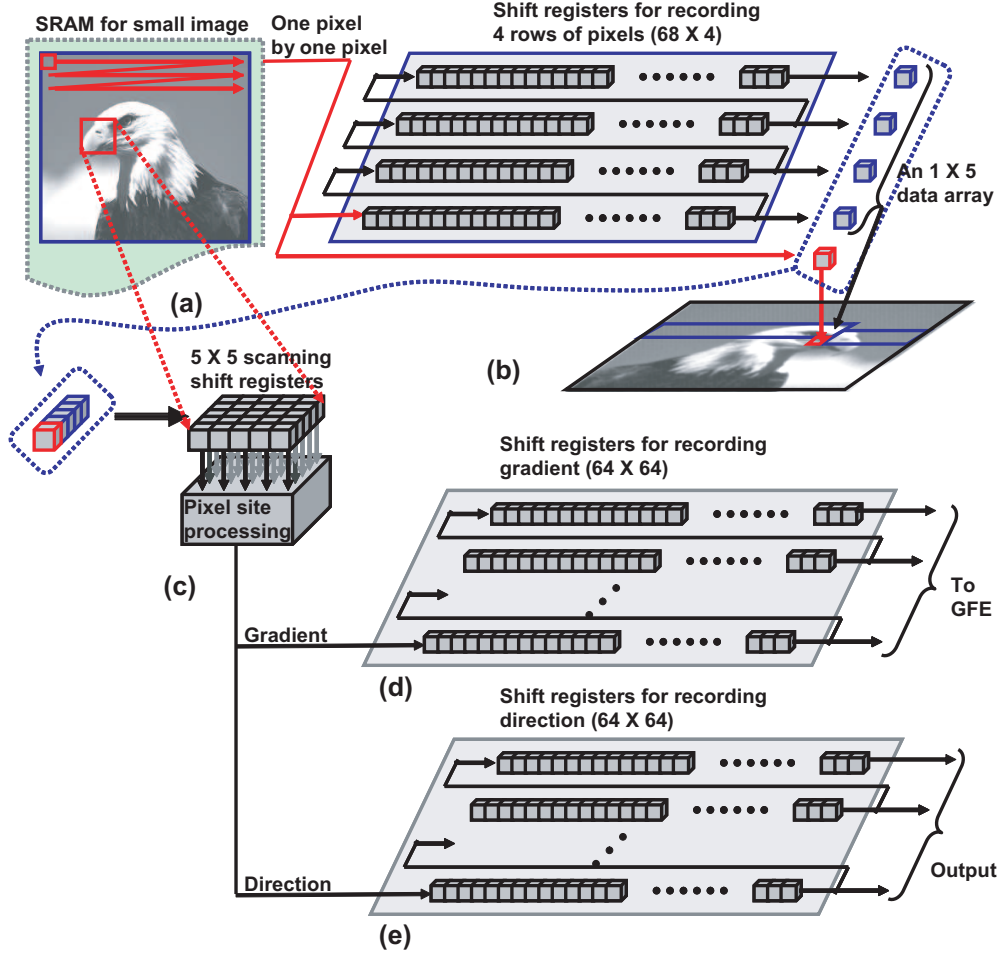 SRAM for small image
One pixel
by one pixel
Shift registers for recording
4 rows of pixels (68 X 4)
An 1 X 5
data array
(a)
(b)
5 X 5 scanning
shift registers
Pixel site
processing
(c)
Shift registers for recording
gradient (64 X 64)
To
GFE
Gradient
(d)
Shift registers for recording
direction (64 X 64)
Output
Direction
(e)